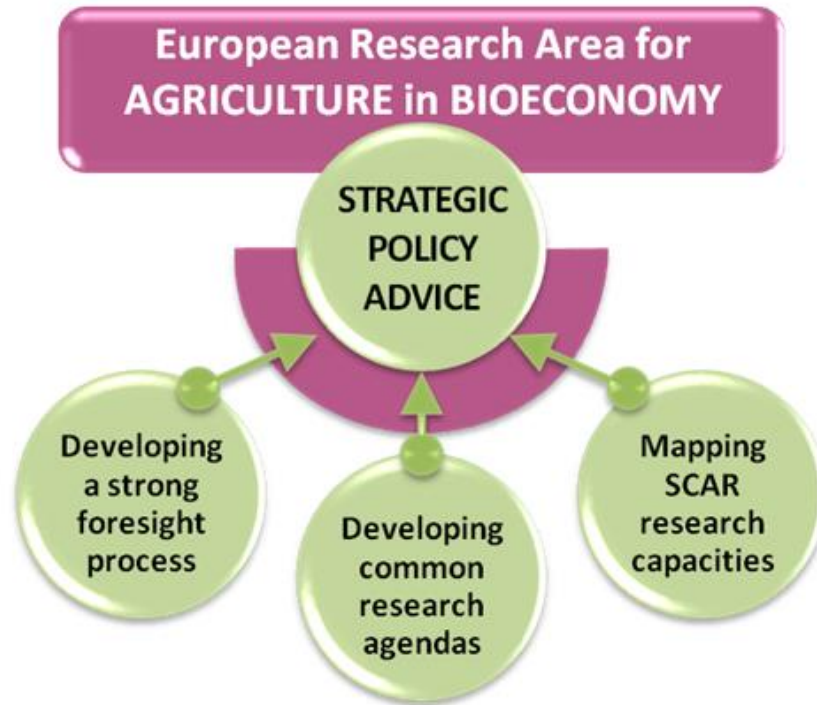 European Research Area for
AGRICULTURE in BIOECONOMY
STRATEGIC
POLICY
ADVICE
Developing
a strong
foresight
process
Developing
common
research
agendas
Mapping
SCAR
research
capacities